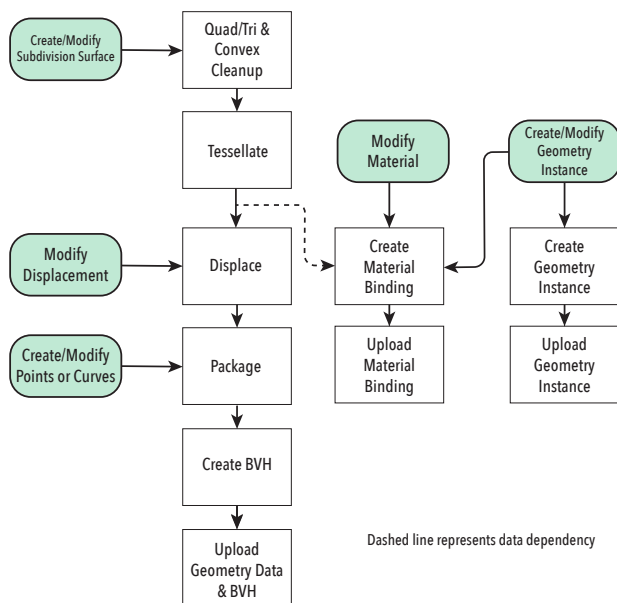 Create/Modify
Subdivision Surface
Quad/Tri &
Convex
Cleanup
Tessellate
Modify
Material
Create/Modify
Geometry
Instance
Modify
Displacement
Displace
Create
Material
Binding
Create
Geometry
Instance
Create/Modify
Points or Curves
Package
Upload
Material
Binding
Upload
Geometry
Instance
Create BVH
Upload
Geometry Data
& BVH
Dashed line represents data dependency